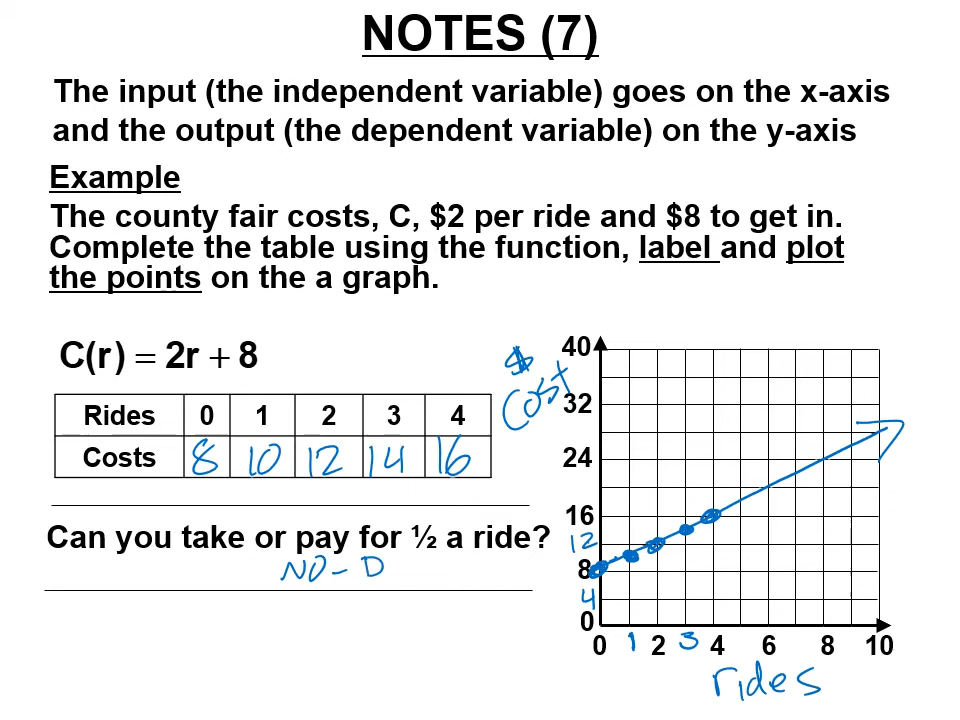 NOTES (7)
The input (the independent variable) goes on the x-axis
and the output (the dependent variable) on the y-axis
Example
The county fair costs, C, $2 per ride and $8 to get in.
Complete the table using the function, label and plot
the points on the a graph.
C(r) = 2r + 8
Rides 0 1 2 3 4
Costs 8 10 12 14 16
Can you take or pay for ½ a ride?
NO - D
$
Cost
40
32
24
16
12
8
4
0
0 1 2 3 4 6 8 10
rides